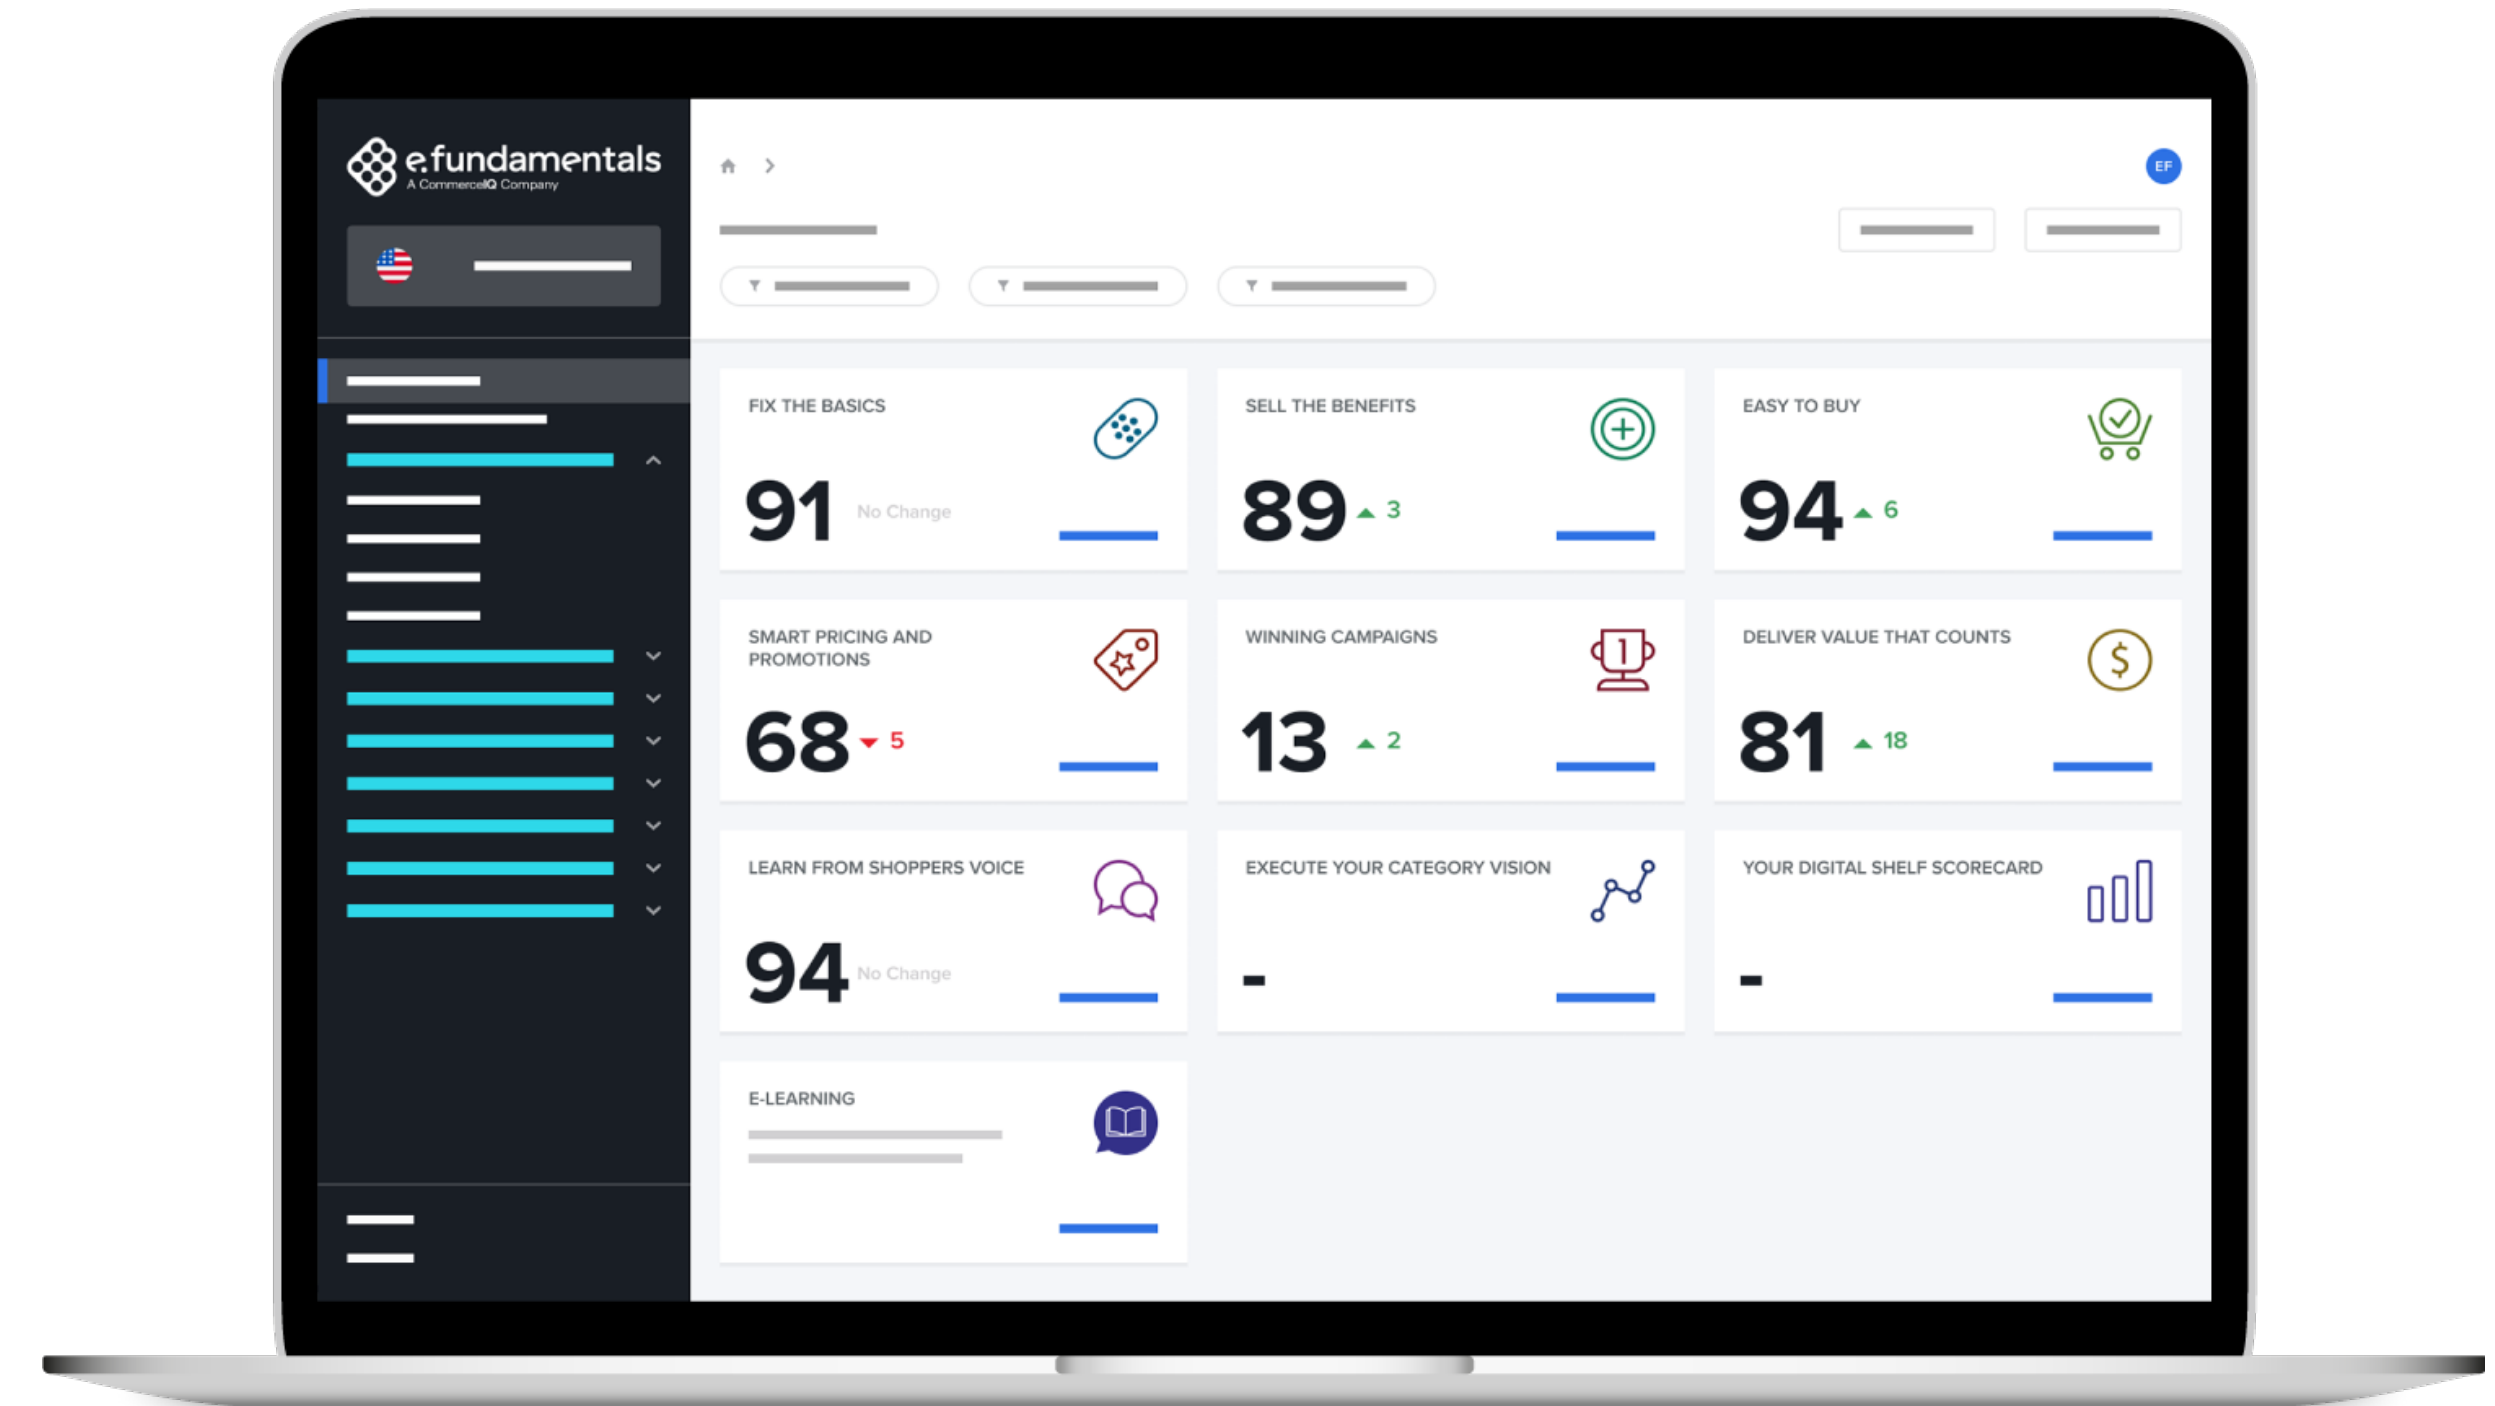 e.fundamentals
A CommerceIQ Company
EF
FIX THE BASICS
91 No Change
SELL THE BENEFITS
89 3
EASY TO BUY
94 6
SMART PRICING AND
PROMOTIONS
68 5
WINNING CAMPAIGNS
1
13 2
DELIVER VALUE THAT COUNTS
$
81 18
LEARN FROM SHOPPERS VOICE
94 No Change
EXECUTE YOUR CATEGORY VISION
-
YOUR DIGITAL SHELF SCORECARD
-
E-LEARNING